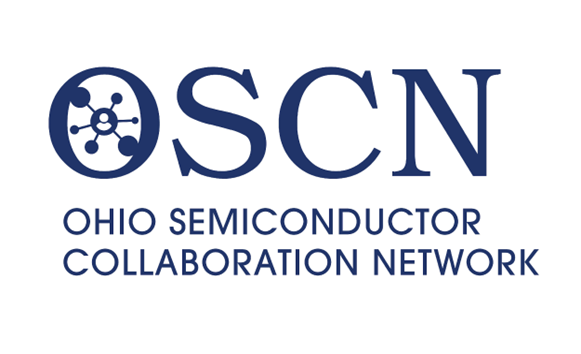 OSCN
OHIO SEMICONDUCTOR
COLLABORATION NETWORK